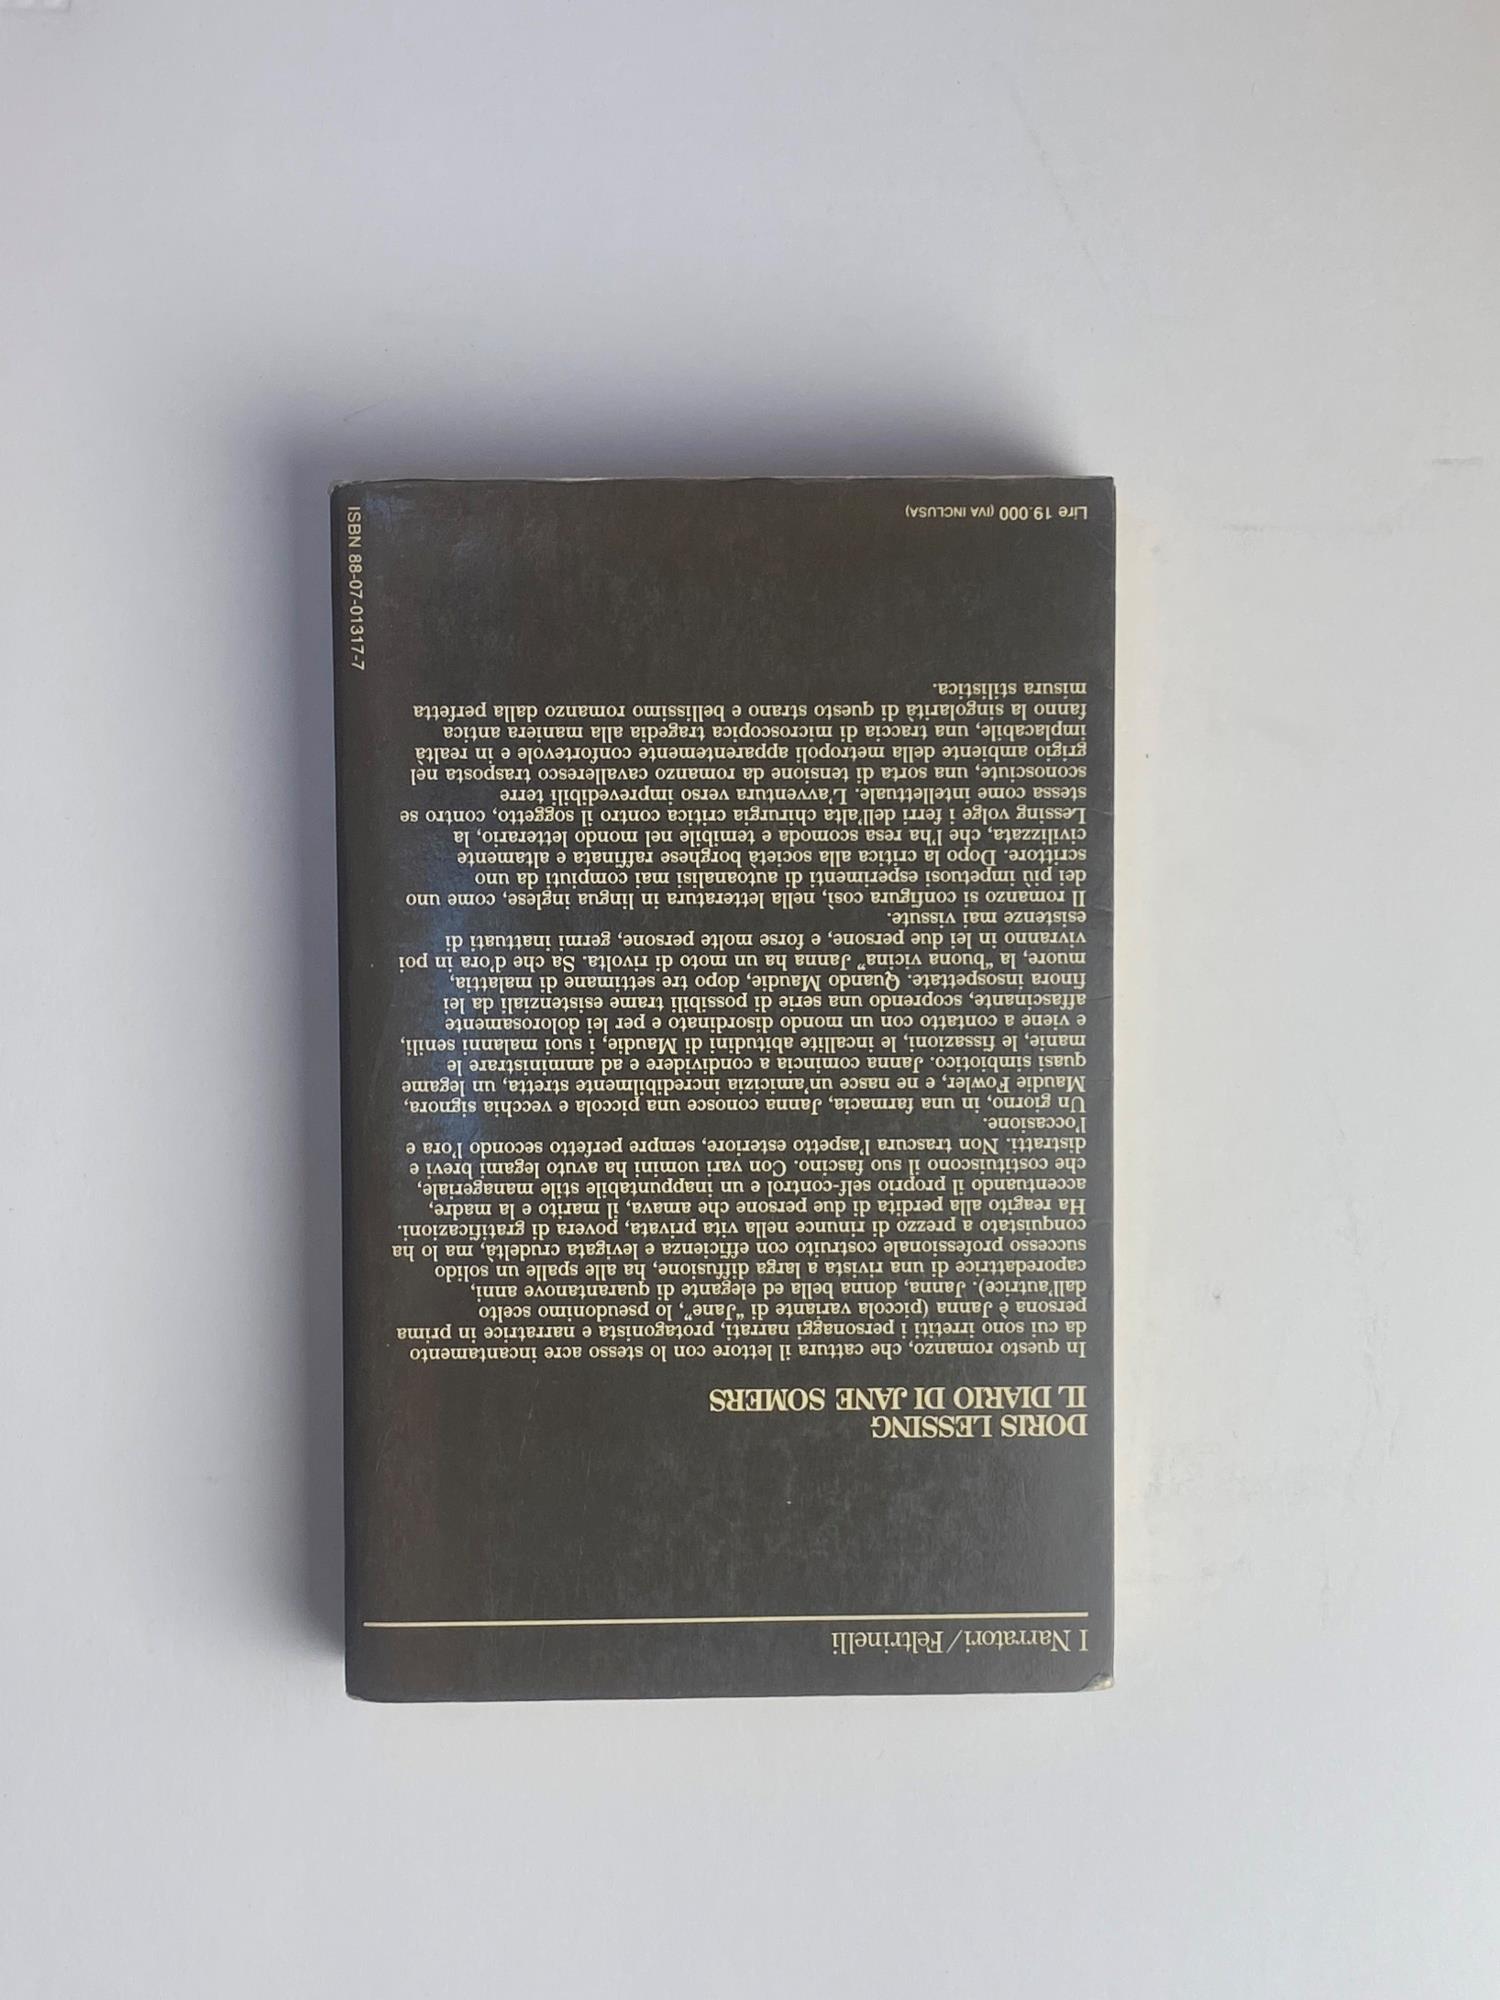 I Narratori/Feltrinelli
DORIS LESSING
IL DIARIO DI JANE SOMERS
In questo romanzo, che cattura il lettore con lo stesso acre incantamento
da cui sono irretiti i personaggi narrati, protagonista e narratrice in prima
persona è Janna (piccola variante di “Jane”, lo pseudonimo scelto
dall'autrice). Janna, donna bella ed elegante di quarantanove anni,
caporedattrice di una rivista a larga diffusione, ha alle spalle un solido
successo professionale costruito con efficienza e levigata crudeltà, ma lo ha
conquistato a prezzo di rinunce nella vita privata, povera di gratificazioni.
Ha reagito alla perdita di due persone che amava, il marito e la madre,
accentuando il proprio self-control e un inappuntabile stile manageriale,
che costituiscono il suo fascino. Con vari uomini ha avuto legami brevi e
distratti. Non trascura l'aspetto esteriore, sempre perfetto secondo l'ora e
l'occasione.
Un giorno, in una farmacia, Janna conosce una piccola e vecchia signora,
Maudie Fowler, e ne nasce un'amicizia incredibilmente stretta, un legame
quasi simbiotico. Janna comincia a condividere e ad amministrare le
manie, le fissazioni, le incallite abitudini di Maudie, i suoi malanni senili,
e viene a contatto con un mondo disordinato e per lei dolorosamente
affascinante, scoprendo una serie di possibili trame esistenziali da lei
finora insospettate. Quando Maudie, dopo tre settimane di malattia,
muore, la “buona vicina” Janna ha un moto di rivolta. Sa che d'ora in poi
vivranno in lei due persone, e forse molte persone, germi inattuati di
esistenze mai vissute.
Il romanzo si configura così, nella letteratura in lingua inglese, come uno
dei più impetuosi esperimenti di autoanalisi mai compiuti da uno
scrittore. Dopo la critica alla società borghese raffinata e altamente
civilizzata, che l'ha resa scomoda e temibile nel mondo letterario, la
Lessing volge i ferri dell'alta chirurgia critica contro il soggetto, contro se
stessa come intellettuale. L'avventura verso imprevedibili terre
sconosciute, una sorta di tensione da romanzo cavalleresco trasposta nel
grigio ambiente della metropoli apparentemente confortevole e in realtà
implacabile, una traccia di microscopica tragedia alla maniera antica
fanno la singolarità di questo strano e bellissimo romanzo dalla perfetta
misura stilistica.
Lire 19.000 (IVA INCLUSA)
ISBN 88-07-01317-7